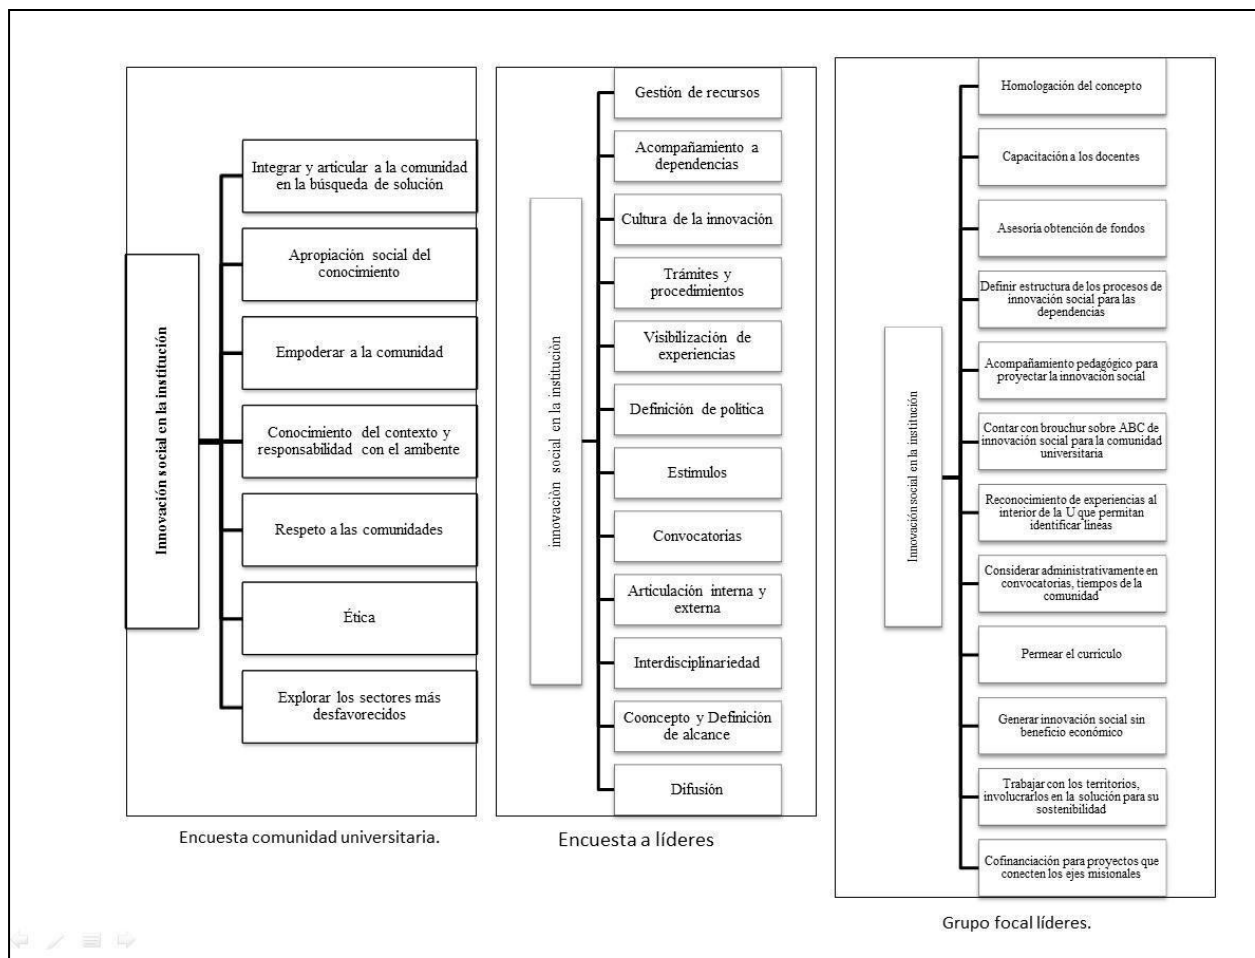 Innovación social en la institución
Integrar y articular a la comunidad
en la búsqueda de solución
Apropiación social del
conocimiento
Empoderar a la comunidad
Conocimiento del contexto y
responsabilidad con el amibente
Respeto a las comunidades
Ética
Explorar los sectores más
desfavorecidos
Encuesta comunidad universitaria.
innovaciòn social en la instituciòn
Gestión de recursos
Acompañamiento a
dependencias
Cultura de la innovación
Trámites y
procedimientos
Visibilización de
experiencias
Definición de política
Estimulos
Convocatorias
Articulación interna y
externa
Interdisciplinariedad
Cooncepto y Definición
de alcance
Difusión
Encuesta a líderes
Innovación social en la institución
Homologación del concepto
Capacitación a los docentes
Asesoria obtención de fondos
Definir estructura de los procesos de
innovación social para las
dependencias
Acompañamiento pedagógico para
proyectar la innovación social
Contar con brouchur sobre ABC de
innovación social para la comunidad
universitaria
Reconocimiento de experiencias al
interior de la U que permitan
identificar lineas
Considerar administrativamente en
convocatorias, tiempos de la
comunidad
Permear el curriculo
Generar innovación social sin
beneficio económico
Trabajar con los territorios,
involucrarlos en la solución para su
sostenibilidad
Cofinanciación para proyectos que
conecten los ejes misionales
Grupo focal líderes.